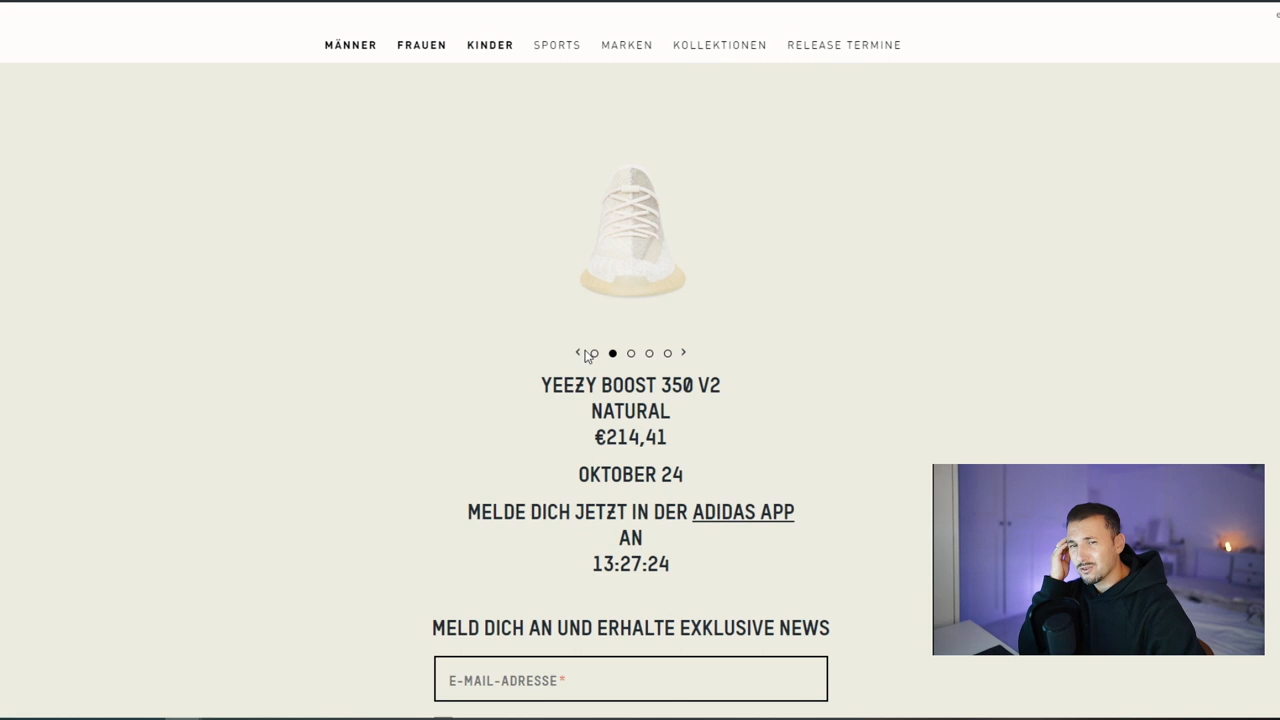 MÄNNER FRAUEN KINDER SPORTS MARKEN KOLLEKTIONEN RELEASE TERMINE
YEEZY BOOST 350 V2
NATURAL
€214,41
OKTOBER 24
MELDE DICH JETZT IN DER ADIDAS APP
AN
13:27:24
MELD DICH AN UND ERHALTE EXKLUSIVE NEWS
E-MAIL-ADRESSE*